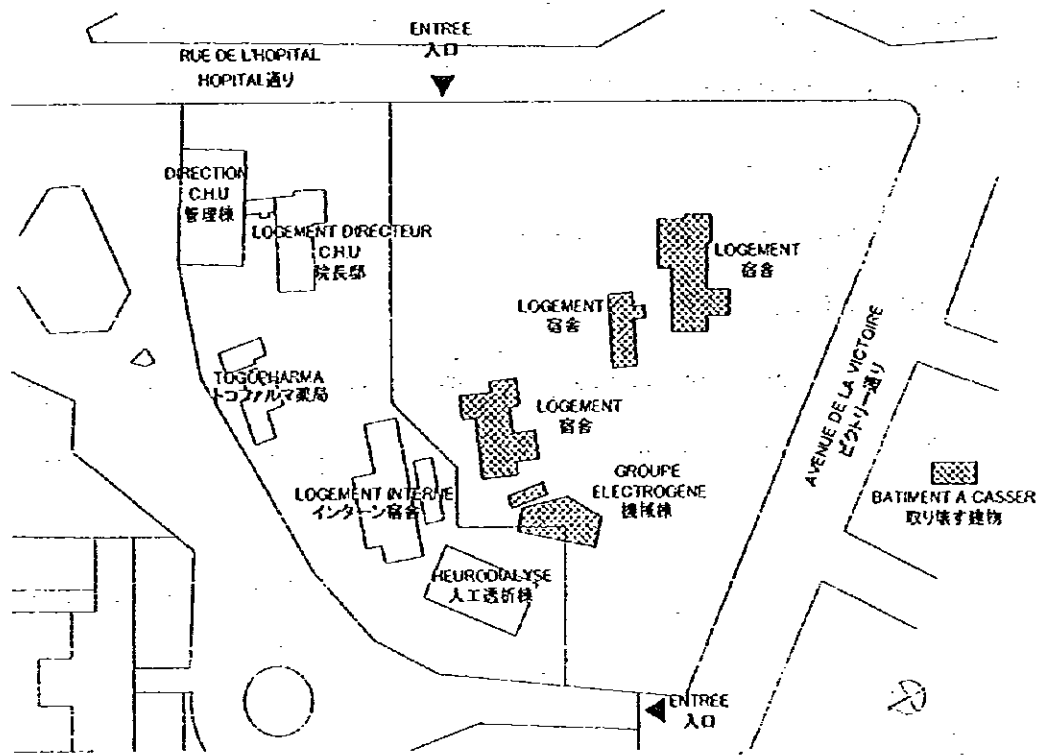 ENTREE
入口
RUE DE L'HOPITAL
HOPITAL通り
DIRECTION
C.H.U
管理棟
LOGEMENT DIRECTEUR
C.H.U
院長邸
LOGEMENT
宿舎
LOGEMENT
宿舎
TOGOPHARMA
トコファルマ薬局
LOGEMENT
宿舎
AVENUE DE LA VICTOIRE
ビクトリー通り
GROUPE
ELECTROGENE
機械棟
LOGEMENT INTERNE
インターン宿舎
BATIMENT A CASSER
取り壊す建物
HEURODIALYSE
人工透析棟
ENTREE
入口